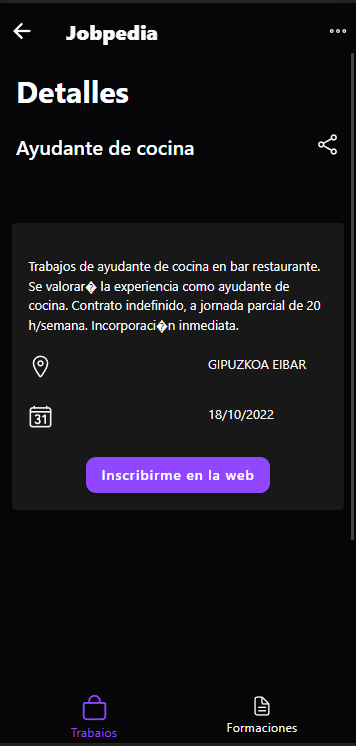 Jobpedia
Detalles
Ayudante de cocina
Trabajos de ayudante de cocina en bar restaurante.
Se valorar� la experiencia como ayudante de
cocina. Contrato indefinido, a jornada parcial de 20
h/semana. Incorporaci�n inmediata.
GIPUZKOA EIBAR
31
18/10/2022
Inscribirme en la web
Trabajos
Formaciones